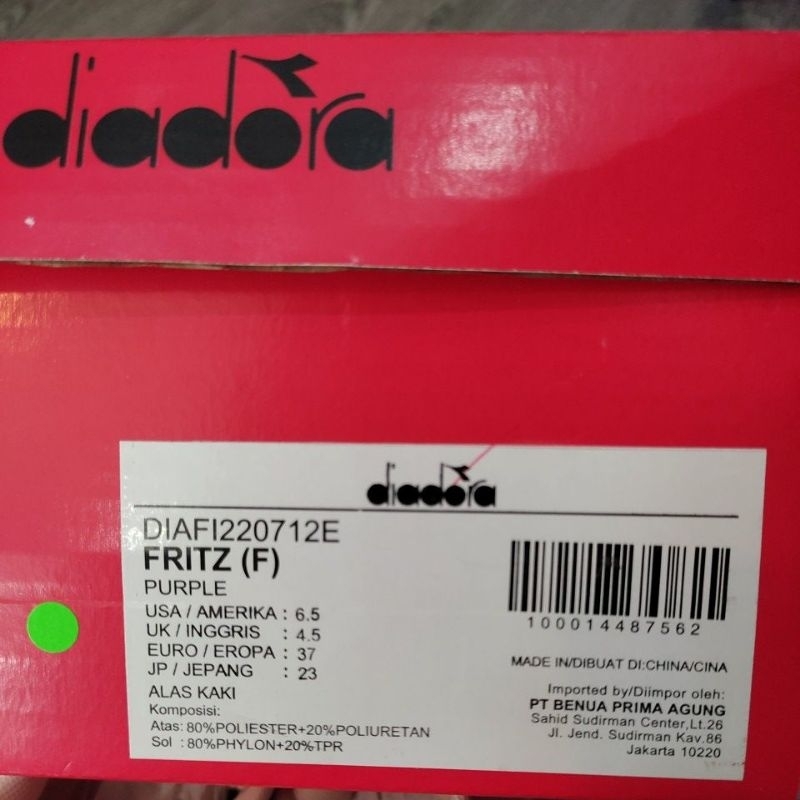 diadora
diadora
DIAFI220712E
FRITZ (F)
PURPLE
USA / AMERIKA : 6.5
UK / INGGRIS : 4.5
EURO / EROPA : 37
JP / JEPANG : 23
ALAS KAKI
Komposisi:
Atas: 80%POLIESTER+20%POLIURETAN
Sol : 80%PHYLON+20%TPR
100014487562
MADE IN/DIBUAT DI:CHINA/CINA
Imported by/Diimpor oleh:
PT BENUA PRIMA AGUNG
Sahid Sudirman Center,Lt.26
Jl. Jend. Sudirman Kav.86
Jakarta 10220